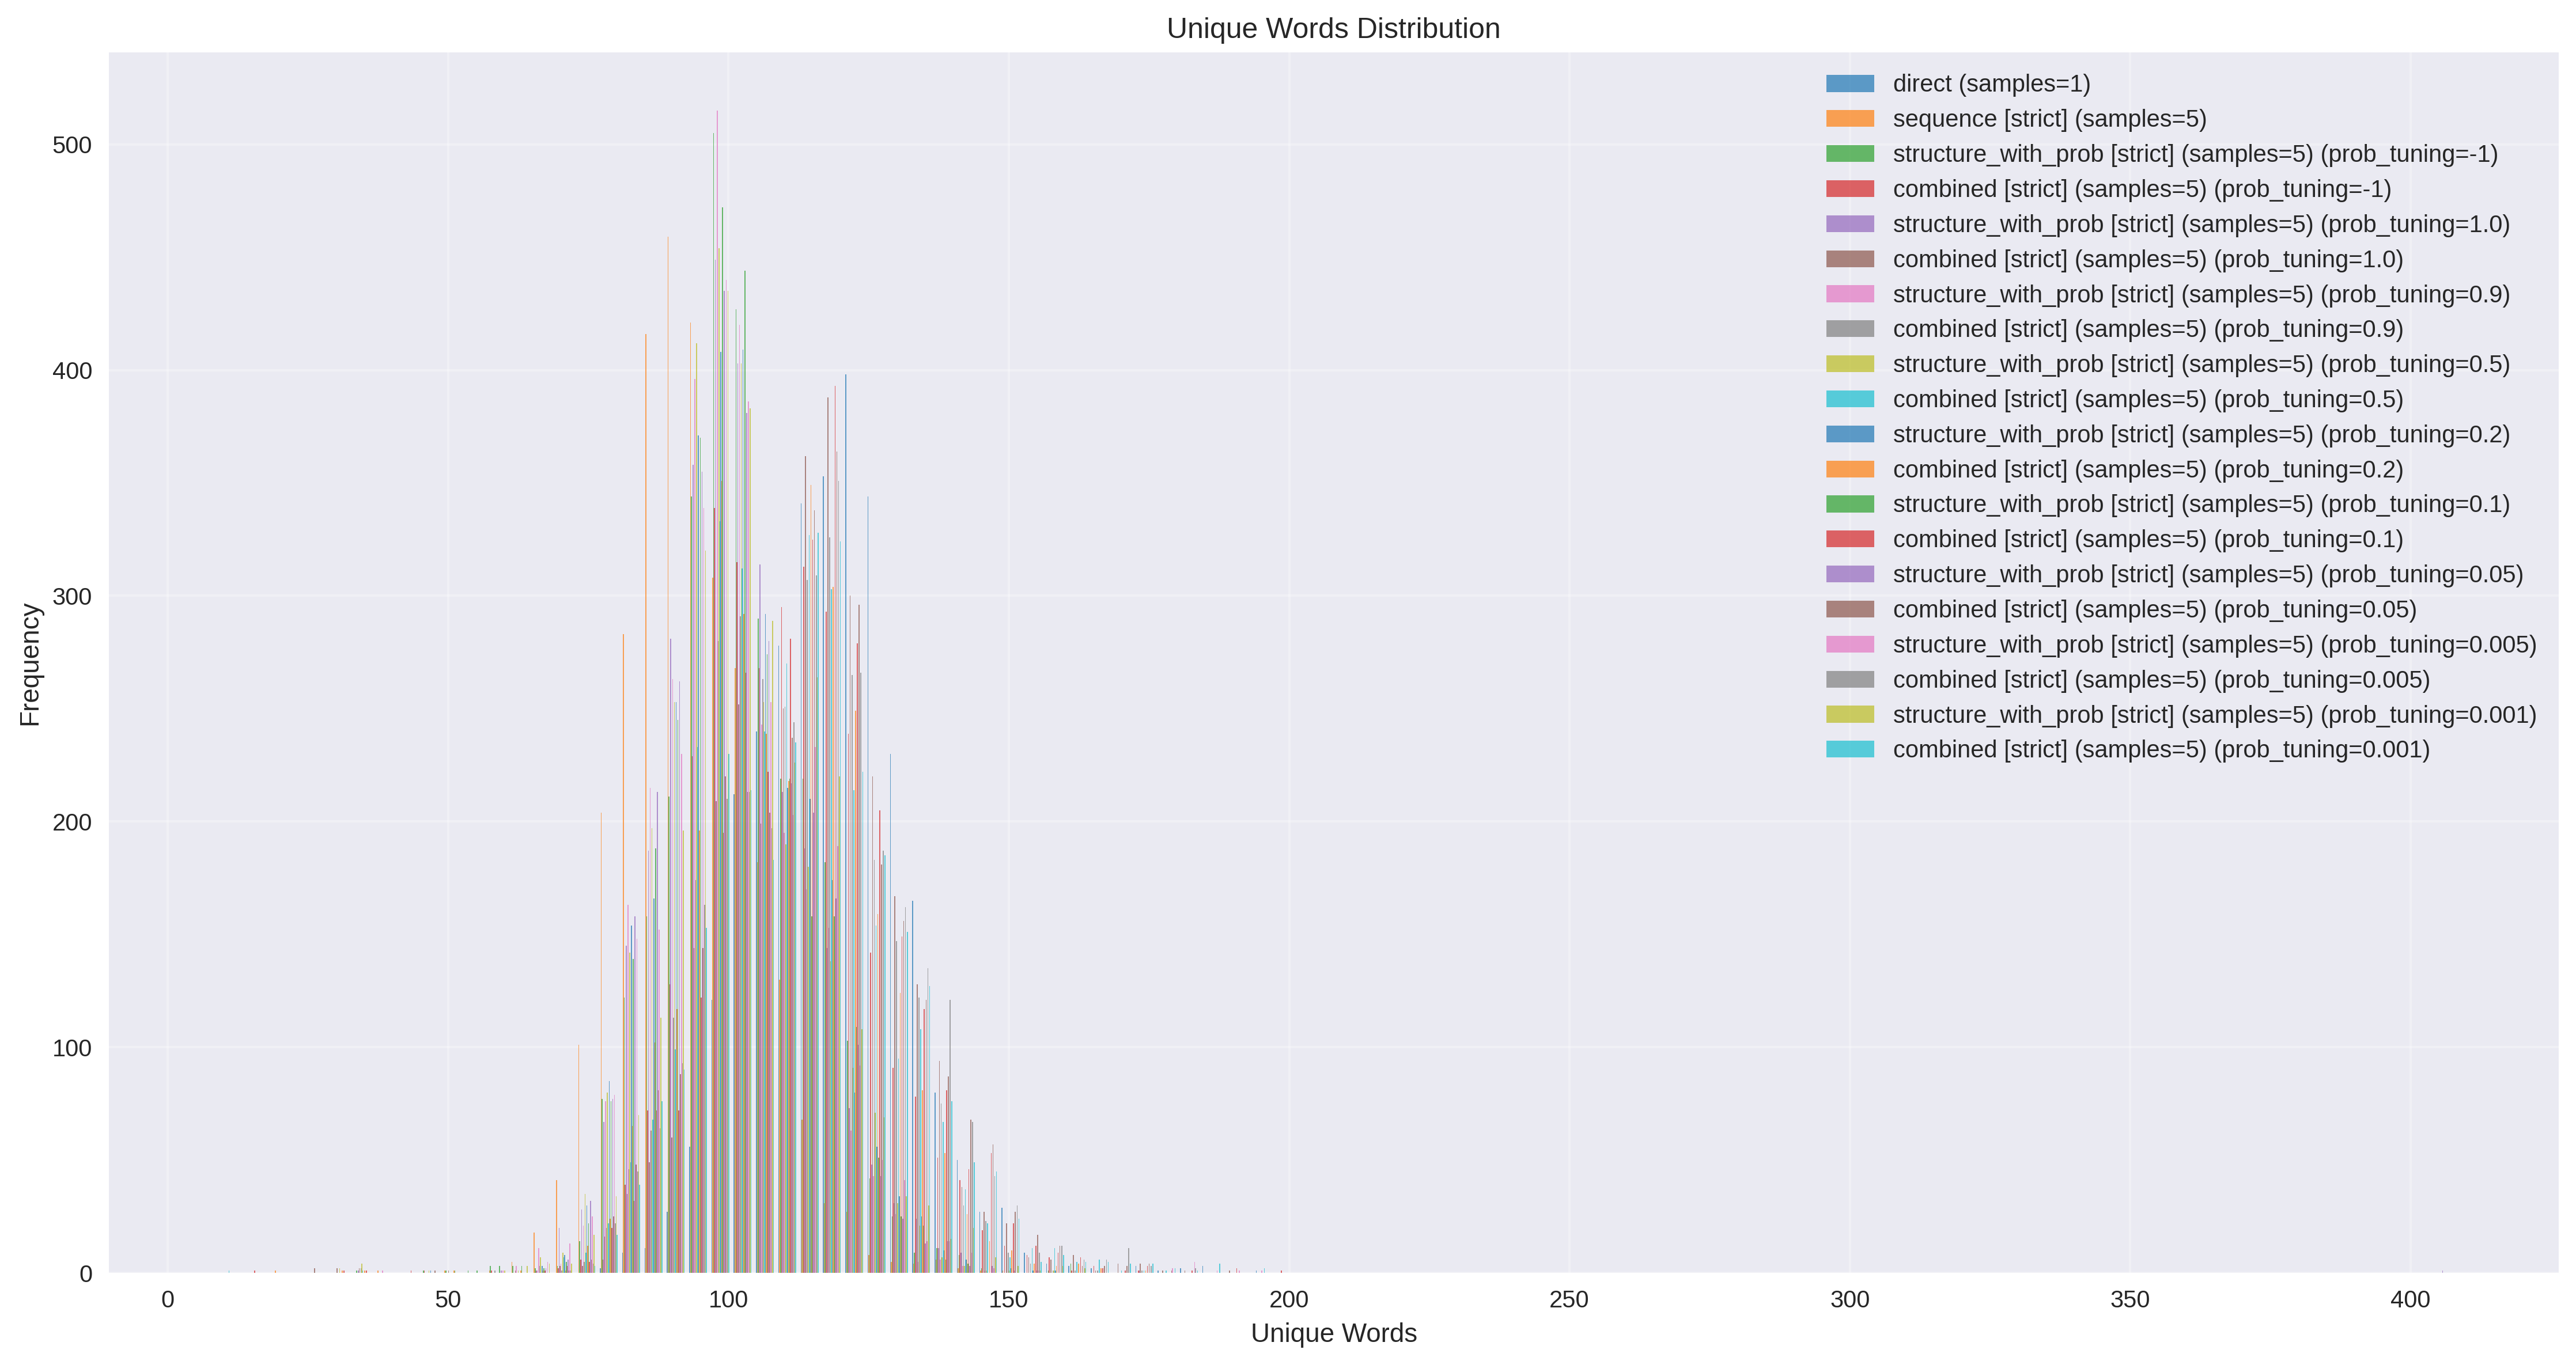 Unique Words Distribution
direct (samples=1)
sequence [strict] (samples=5)
structure_with_prob [strict] (samples=5) (prob_tuning=-1)
combined [strict] (samples=5) (prob_tuning=-1)
structure_with_prob [strict] (samples=5) (prob_tuning=1.0)
combined [strict] (samples=5) (prob_tuning=1.0)
structure_with_prob [strict] (samples=5) (prob_tuning=0.9)
combined [strict] (samples=5) (prob_tuning=0.9)
structure_with_prob [strict] (samples=5) (prob_tuning=0.5)
combined [strict] (samples=5) (prob_tuning=0.5)
structure_with_prob [strict] (samples=5) (prob_tuning=0.2)
combined [strict] (samples=5) (prob_tuning=0.2)
structure_with_prob [strict] (samples=5) (prob_tuning=0.1)
combined [strict] (samples=5) (prob_tuning=0.1)
structure_with_prob [strict] (samples=5) (prob_tuning=0.05)
combined [strict] (samples=5) (prob_tuning=0.05)
structure_with_prob [strict] (samples=5) (prob_tuning=0.005)
combined [strict] (samples=5) (prob_tuning=0.005)
structure_with_prob [strict] (samples=5) (prob_tuning=0.001)
combined [strict] (samples=5) (prob_tuning=0.001)
Frequency
500
400
300
200
100
0
0 50 100 150 200 250 300 350 400
Unique Words